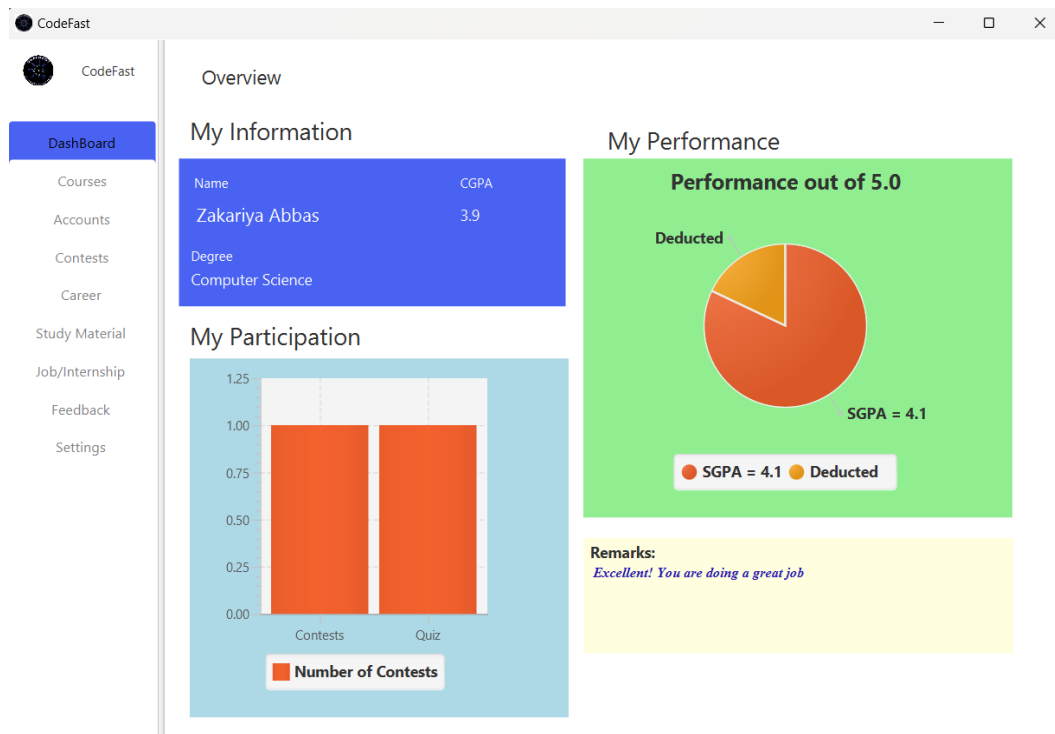 CodeFast
CodeFast
DashBoard
Courses
Accounts
Contests
Career
Study Material
Job/Internship
Feedback
Settings
Overview
My Information
Name
CGPA
Zakariya Abbas
3.9
Degree
Computer Science
My Participation
1.25
1.00
0.75
0.50
0.25
0.00
Contests
Quiz
Number of Contests
My Performance
Performance out of 5.0
Deducted
SGPA = 4.1
SGPA = 4.1
Deducted
Remarks:
Excellent! You are doing a great job